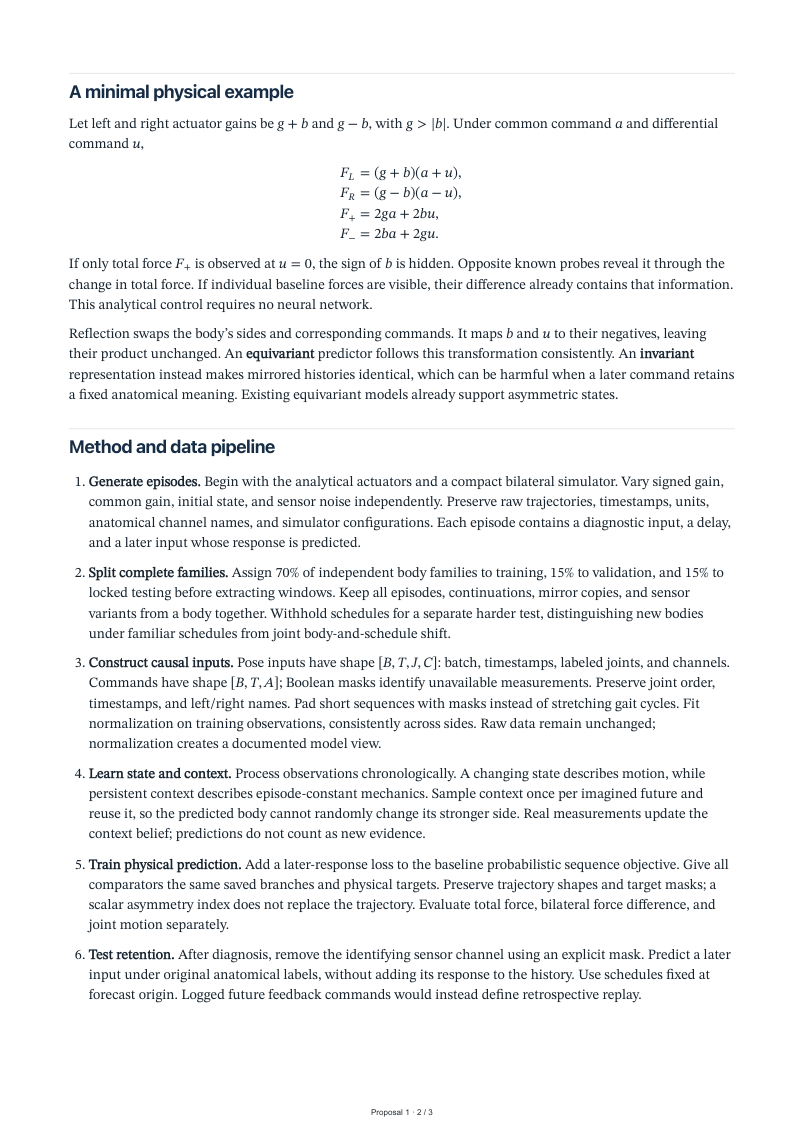 A minimal physical example
Let left and right actuator gains be g + b and g − b, with g > |b|. Under common command a and differential
command u,
F_L = (g + b)(a + u),
F_R = (g − b)(a − u),
F_+ = 2ga + 2bu,
F_− = 2ba + 2gu.
If only total force F_+ is observed at u = 0, the sign of b is hidden. Opposite known probes reveal it through the
change in total force. If individual baseline forces are visible, their difference already contains that information.
This analytical control requires no neural network.
Reflection swaps the body’s sides and corresponding commands. It maps b and u to their negatives, leaving
their product unchanged. An equivariant predictor follows this transformation consistently. An invariant
representation instead makes mirrored histories identical, which can be harmful when a later command retains
a fixed anatomical meaning. Existing equivariant models already support asymmetric states.
Method and data pipeline
1. Generate episodes. Begin with the analytical actuators and a compact bilateral simulator. Vary signed gain,
common gain, initial state, and sensor noise independently. Preserve raw trajectories, timestamps, units,
anatomical channel names, and simulator configurations. Each episode contains a diagnostic input, a delay,
and a later input whose response is predicted.
2. Split complete families. Assign 70% of independent body families to training, 15% to validation, and 15% to
locked testing before extracting windows. Keep all episodes, continuations, mirror copies, and sensor
variants from a body together. Withhold schedules for a separate harder test, distinguishing new bodies
under familiar schedules from joint body-and-schedule shift.
3. Construct causal inputs. Pose inputs have shape [B, T, J, C]: batch, timestamps, labeled joints, and channels.
Commands have shape [B, T, A]; Boolean masks identify unavailable measurements. Preserve joint order,
timestamps, and left/right names. Pad short sequences with masks instead of stretching gait cycles. Fit
normalization on training observations, consistently across sides. Raw data remain unchanged;
normalization creates a documented model view.
4. Learn state and context. Process observations chronologically. A changing state describes motion, while
persistent context describes episode-constant mechanics. Sample context once per imagined future and
reuse it, so the predicted body cannot randomly change its stronger side. Real measurements update the
context belief; predictions do not count as new evidence.
5. Train physical prediction. Add a later-response loss to the baseline probabilistic sequence objective. Give all
comparators the same saved branches and physical targets. Preserve trajectory shapes and target masks; a
scalar asymmetry index does not replace the trajectory. Evaluate total force, bilateral force difference, and
joint motion separately.
6. Test retention. After diagnosis, remove the identifying sensor channel using an explicit mask. Predict a later
input under original anatomical labels, without adding its response to the history. Use schedules fixed at
forecast origin. Logged future feedback commands would instead define retrospective replay.
Proposal 1 · 2 / 3